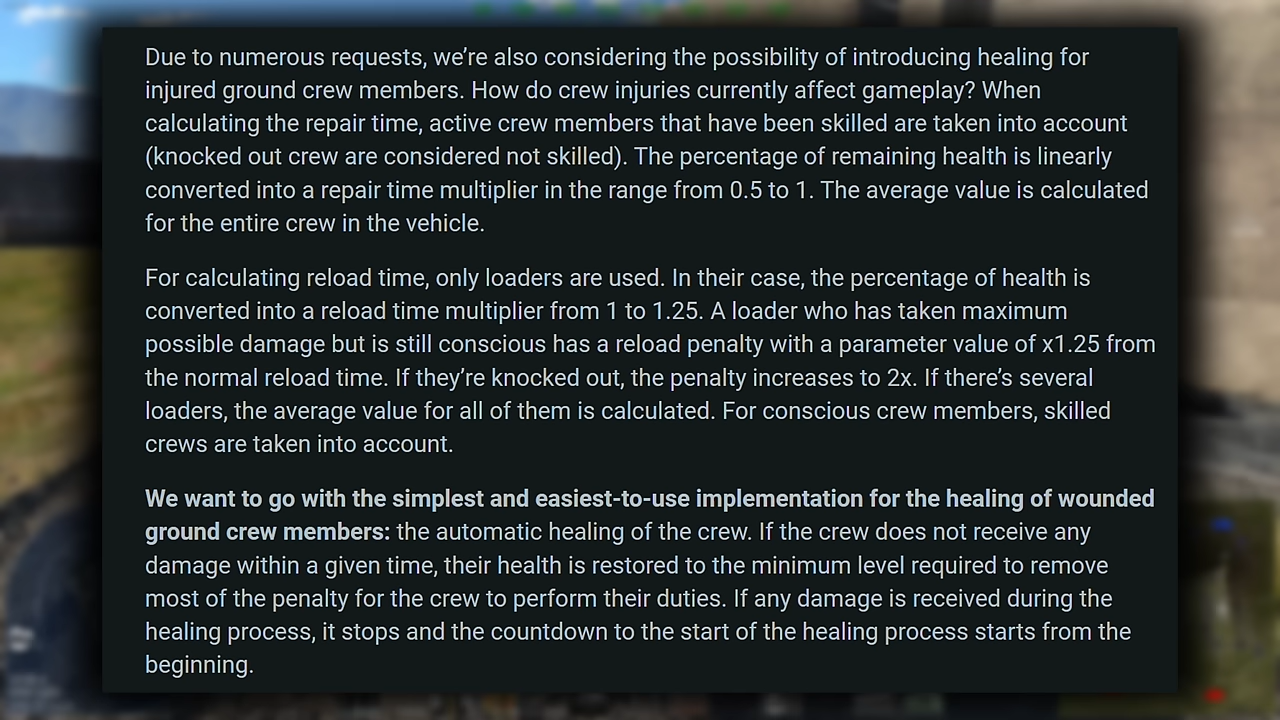 Due to numerous requests, we’re also considering the possibility of introducing healing for
injured ground crew members. How do crew injuries currently affect gameplay? When
calculating the repair time, active crew members that have been skilled are taken into account
(knocked out crew are considered not skilled). The percentage of remaining health is linearly
converted into a repair time multiplier in the range from 0.5 to 1. The average value is calculated
for the entire crew in the vehicle.
For calculating reload time, only loaders are used. In their case, the percentage of health is
converted into a reload time multiplier from 1 to 1.25. A loader who has taken maximum
possible damage but is still conscious has a reload penalty with a parameter value of x1.25 from
the normal reload time. If they’re knocked out, the penalty increases to 2x. If there’s several
loaders, the average value for all of them is calculated. For conscious crew members, skilled
crews are taken into account.
We want to go with the simplest and easiest-to-use implementation for the healing of wounded
ground crew members: the automatic healing of the crew. If the crew does not receive any
damage within a given time, their health is restored to the minimum level required to remove
most of the penalty for the crew to perform their duties. If any damage is received during the
healing process, it stops and the countdown to the start of the healing process starts from the
beginning.